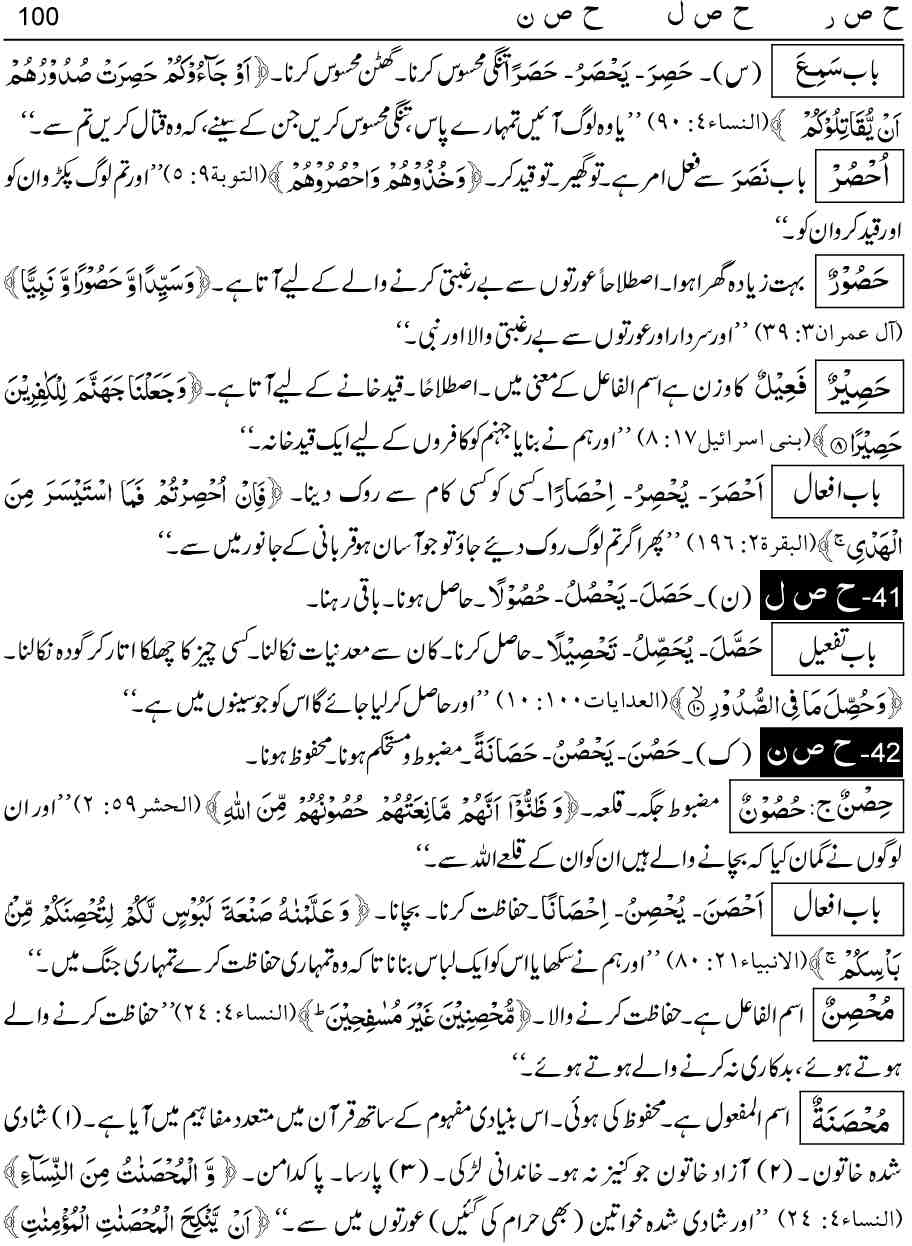 ح ص ر ح ص ل ح ص ن 100
باب سَمِعَ (س)۔ حَصِرَ۔ يَحْصَرُ۔ حَصَرًا تنگی محسوس کرنا۔ گھٹن محسوس کرنا۔﴿اَوْ جَآءُوْكُمْ حَصِرَتْ صُدُوْرُهُمْ
اَنْ يُّقَاتِلُوْكُمْ ﴾(النساء٤: ٩٠) ’’یا وہ لوگ آئیں تمہارے پاس، تنگی محسوس کریں جن کے سینے، کہ وہ قتال کریں تم سے۔‘‘
اُحْصُرْ باب نَصَرَ سے فعل امر ہے۔ تو گھیر۔ تو قید کر۔﴿وَخُذُوْهُمْ وَاحْصُرُوْهُمْ ﴾(التوبة٩: ٥)’’اور تم لوگ پکڑو ان کو
اور قید کرو ان کو۔‘‘
حَصُوْرٌ بہت زیادہ گھرا ہوا۔ اصطلاحاً عورتوں سے بے رغبتی کرنے والے کے لیے آتا ہے۔﴿وَسَيِّدًا وَّ حَصُوْرًا وَّ نَبِيًّا﴾
(آل عمران٣: ٣٩) ’’اور سردار اور عورتوں سے بے رغبتی والا اور نبی۔‘‘
حَصِيْرٌ فَعِيْلٌ کا وزن ہے اسم الفاعل کے معنی میں۔ اصطلاحًا۔ قید خانے کے لیے آتا ہے۔﴿وَجَعَلْنَا جَهَنَّمَ لِلْكٰفِرِيْنَ
حَصِيْرًا ۝٨﴾(بنی اسرائيل١٧: ٨) ’’اور ہم نے بنایا جہنم کو کافروں کے لیے ایک قید خانہ۔‘‘
باب افعال اَحْصَرَ۔ يُحْصِرُ۔ اِحْصَارًا۔ کسی کو کسی کام سے روک دینا۔ ﴿فَاِنْ اُحْصِرْتُمْ فَمَا اسْتَيْسَرَ مِنَ
الْهَدْيِ ۚ ﴾(البقرة٢: ١٩٦) ’’پھر اگر تم لوگ روک دیئے جاؤ تو جو آسان ہو قربانی کے جانور میں سے۔‘‘
41-ح ص ل (ن)۔ حَصَلَ۔ يَحْصُلُ۔ حُصُوْلًا۔ حاصل ہونا۔ باقی رہنا۔
باب تفعیل حَصَّلَ۔ يُحَصِّلُ۔ تَحْصِيْلًا۔ حاصل کرنا۔ کان سے معدنیات نکالنا۔ کسی چیز کا چھلکا اتار کر گودہ نکالنا۔
﴿وَحُصِّلَ مَا فِی الصُّدُوْرِ ۙ۝١٠﴾(العدايات١٠٠: ١٠) ’’اور حاصل کر لیا جائے گا اس کو جو سینوں میں ہے۔‘‘
42-ح ص ن (ک)۔ حَصُنَ۔ يَحْصُنُ۔ حَصَانَةً۔ مضبوط و مستحکم ہونا۔ محفوظ ہونا۔
حِصْنٌ ج: حُصُوْنٌ مضبوط جگہ۔ قلعہ۔﴿وَ ظَنُّوْٓا اَنَّهُمْ مَّانِعَتُهُمْ حُصُوْنُهُمْ مِّنَ اللّٰهِ ﴾(الحشر٥٩: ٢)’’اور ان
لوگوں نے گمان کیا کہ بچانے والے ہیں ان کو ان کے قلعے اللہ سے۔‘‘
باب افعال اَحْصَنَ۔ يُحْصِنُ۔ اِحْصَانًا۔ حفاظت کرنا۔ بچانا۔ ﴿وَ عَلَّمْنٰهُ صَنْعَةَ لَبُوْسٍ لَّكُمْ لِتُحْصِنَكُمْ مِّنْۢ
بَاْسِكُمْ ۚ ﴾(الانبياء٢١: ٨٠) ’’اور ہم نے سکھایا اس کو ایک لباس بنانا تا کہ وہ تمہاری حفاظت کرے تمہاری جنگ میں۔‘‘
مُحْصِنٌ اسم الفاعل ہے۔ حفاظت کرنے والا۔﴿مُّحْصِنِيْنَ غَيْرَ مُسٰفِحِيْنَ ؕ﴾(النساء٤: ٢٤)’’حفاظت کرنے والے
ہوتے ہوئے، بدکاری نہ کرنے والے ہوتے ہوئے۔‘‘
مُحْصَنَةٌ اسم المفعول ہے۔ محفوظ کی ہوئی۔ اس بنیادی مفہوم کے ساتھ قرآن میں متعدد مفاہیم میں آیا ہے۔ (۱) شادی
شدہ خاتون۔ (۲) آزاد خاتون جو کنیز نہ ہو۔ خاندانی لڑکی۔ (۳) پارسا۔ پاکدامن۔ ﴿ وَّ الْمُحْصَنٰتُ مِنَ النِّسَآءِ﴾
(النساء٤: ٢٤) ’’اور شادی شدہ خواتین (بھی حرام کی گئیں) عورتوں میں سے۔‘‘ ﴿اَنْ يَّنْكِحَ الْمُحْصَنٰتِ الْمُؤْمِنٰتِ﴾